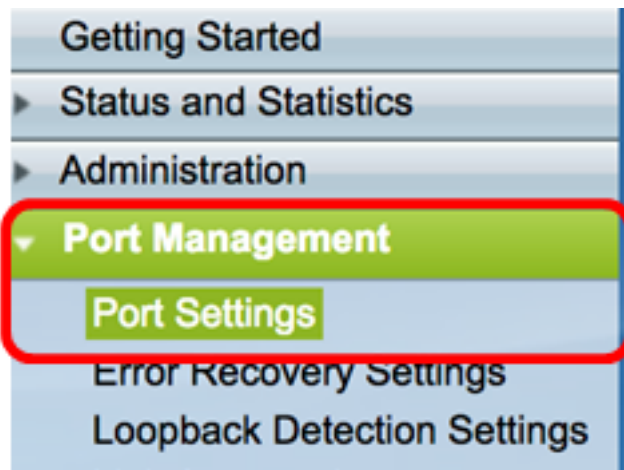 Getting Started
Status and Statistics
Administration
Port Management
Port Settings
Error Recovery Settings
Loopback Detection Settings